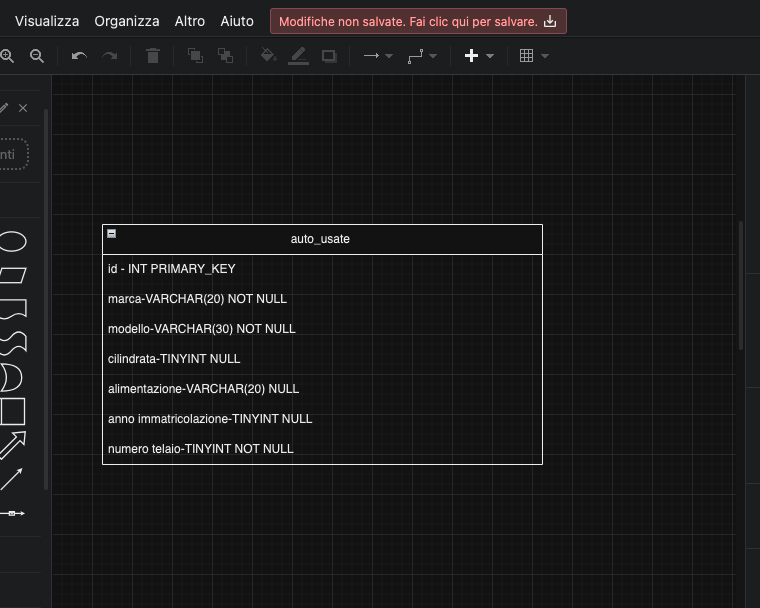 Visualizza Organizza Altro Aiuto Modifiche non salvate. Fai clic qui per salvare.
nti
auto_usate
id - INT PRIMARY_KEY
marca-VARCHAR(20) NOT NULL
modello-VARCHAR(30) NOT NULL
cilindrata-TINYINT NULL
alimentazione-VARCHAR(20) NULL
anno immatricolazione-TINYINT NULL
numero telaio-TINYINT NOT NULL